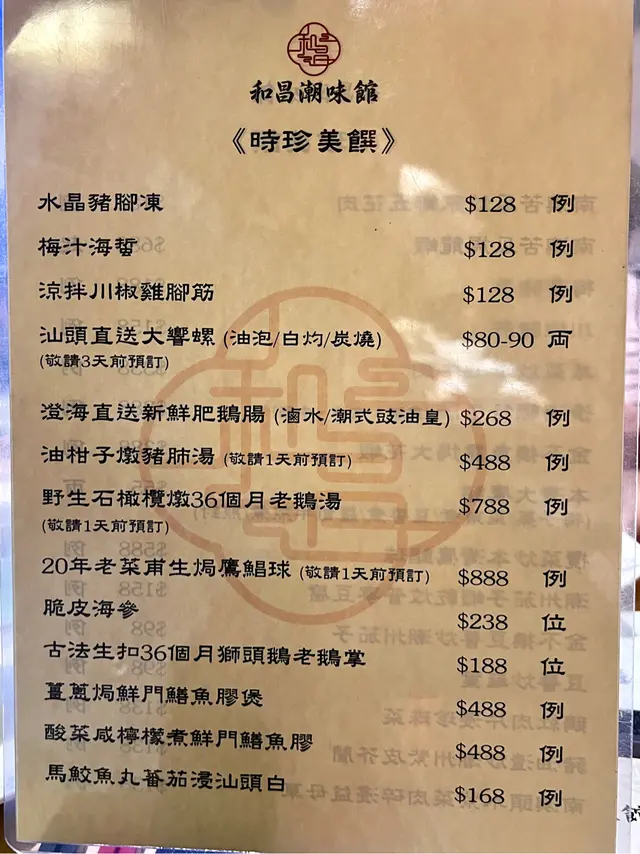 和昌潮味館
《時珍美饌》
水晶豬腳凍 $128 例
梅汁海蜇 $128 例
涼拌川椒雞腳筋 $128 例
汕頭直送大響螺 (油泡/白灼/炭燒) $80-90 両
(敬請3天前預訂)
澄海直送新鮮肥鵝腸 (滷水/潮式豉油皇) $268 例
油柑子燉豬肺湯 (敬請1天前預訂) $488 例
野生石橄欖燉36個月老鵝湯 $788 例
(敬請1天前預訂)
20年老菜甫生焗鷹鯧球 (敬請1天前預訂) $888 例
脆皮海參 $238 位
古法生扣36個月獅頭鵝老鵝掌 $188 位
薑蔥焗鮮門鱔魚膠煲 $488 例
酸菜咸檸檬煮鮮門鱔魚膠 $488 例
馬鮫魚丸蕃茄浸汕頭白 $168 例